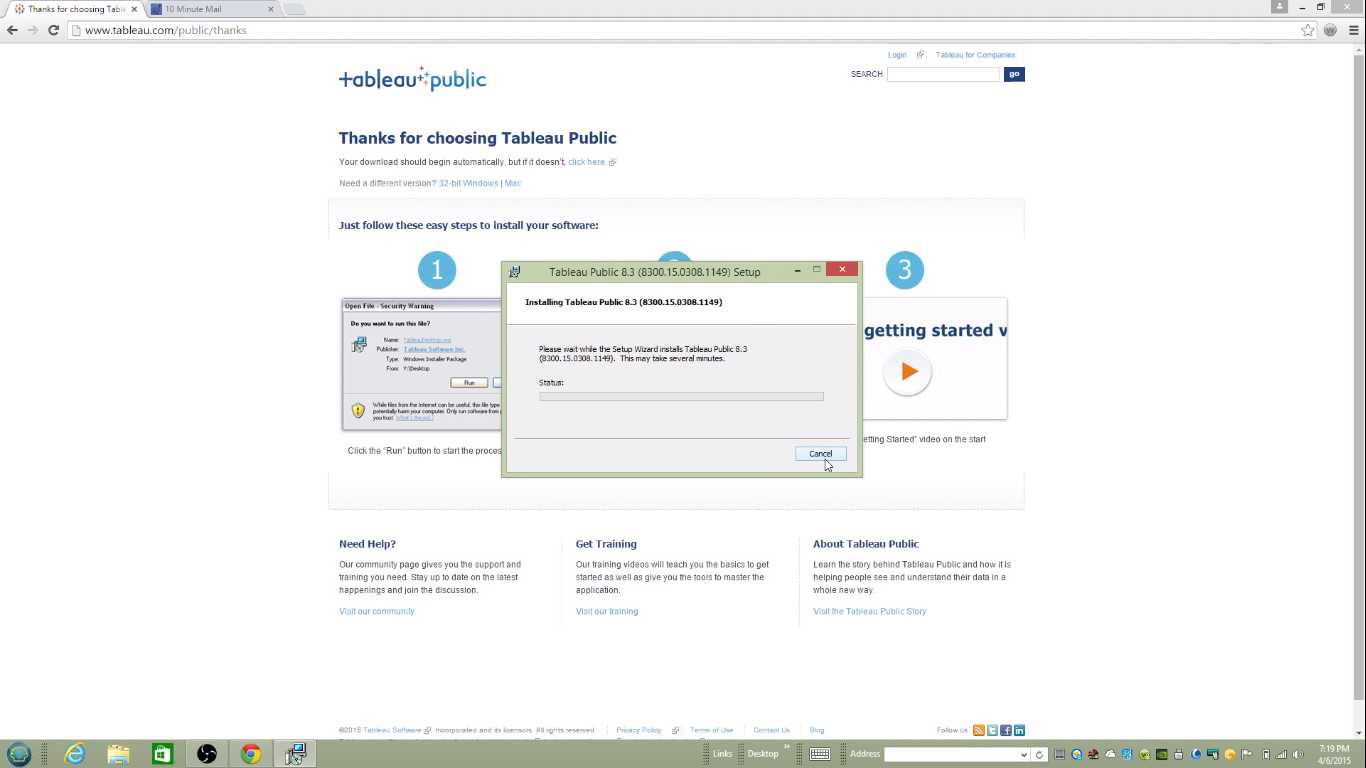 Thanks for choosing Table
10 Minute Mail
www.tableau.com/public/thanks
Login
Tableau for Companies
tableau public
SEARCH
go
Thanks for choosing Tableau Public
Your download should begin automatically, but if it doesn't, click here.
Need a different version? 32-bit Windows | Mac
Just follow these easy steps to install your software:
1
3
Open File - Security Warning
Do you want to run this file?
Name:
Publisher: Tableau Software Inc.
Type: Windows Installer Package
From: Y:\Desktop
Run
While files from the Internet can be useful, this file type
potentially harm your computer. Only run software from
you trust. What's the risk?
Click the “Run” button to start the proce
Tableau Public 8.3 (8300.15.0308.1149) Setup
Installing Tableau Public 8.3 (8300.15.0308.1149)
Please wait while the Setup Wizard installs Tableau Public 8.3
(8300.15.0308.1149). This may take several minutes.
Status:
Cancel
getting started v
etting Started” video on the start
Need Help?
Our community page gives you the support and
training you need. Stay up to date on the latest
happenings and join the discussion.
Visit our community
Get Training
Our training videos will teach you the basics to get
started as well as give you the tools to master the
application.
Visit our training
About Tableau Public
Learn the story behind Tableau Public and how it is
helping people see and understand their data in a
whole new way.
Visit the Tableau Public Story
©2015 Tableau Software Incorporated and its licensors. All rights reserved.
Privacy Policy
Terms of Use
Contact Us
Blog
Follow us
Links
Desktop
Address
7:19 PM
4/6/2015